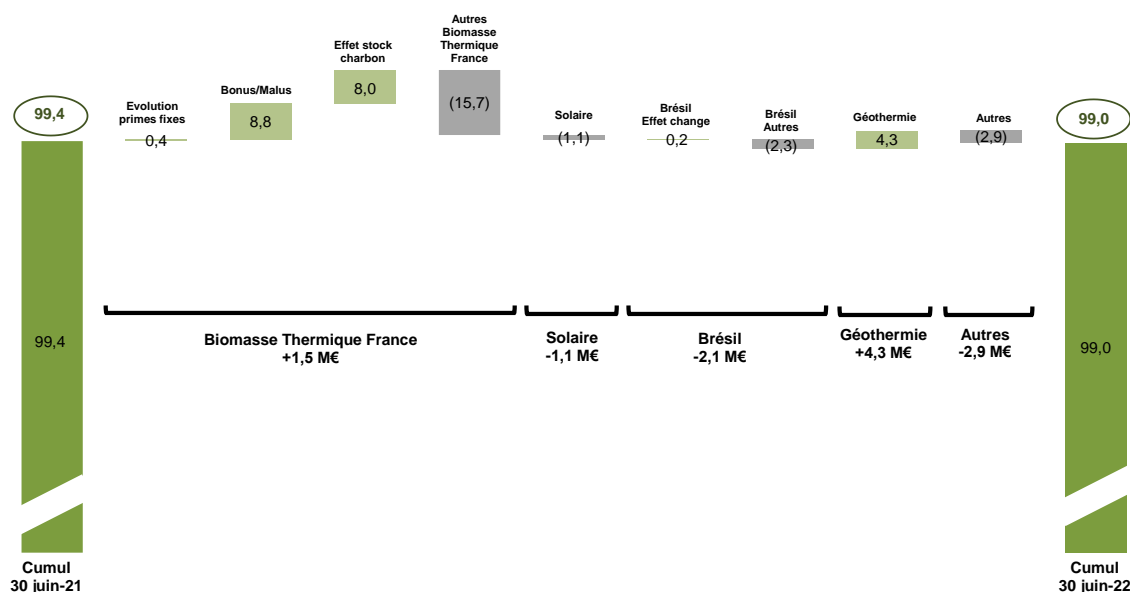 99,4
Evolution
primes fixes
0,4
Bonus/Malus
8,8
Effet stock
charbon
8,0
Autres
Biomasse
Thermique
France
(15,7)
Solaire
(1,1)
Brésil
Effet change
0,2
Brésil
Autres
(2,3)
Géothermie
4,3
Autres
(2,9)
99,0
99,4
Biomasse Thermique France
+1,5 M€
Solaire
-1,1 M€
Brésil
-2,1 M€
Géothermie
+4,3 M€
Autres
-2,9 M€
99,0
Cumul
30 juin-21
Cumul
30 juin-22